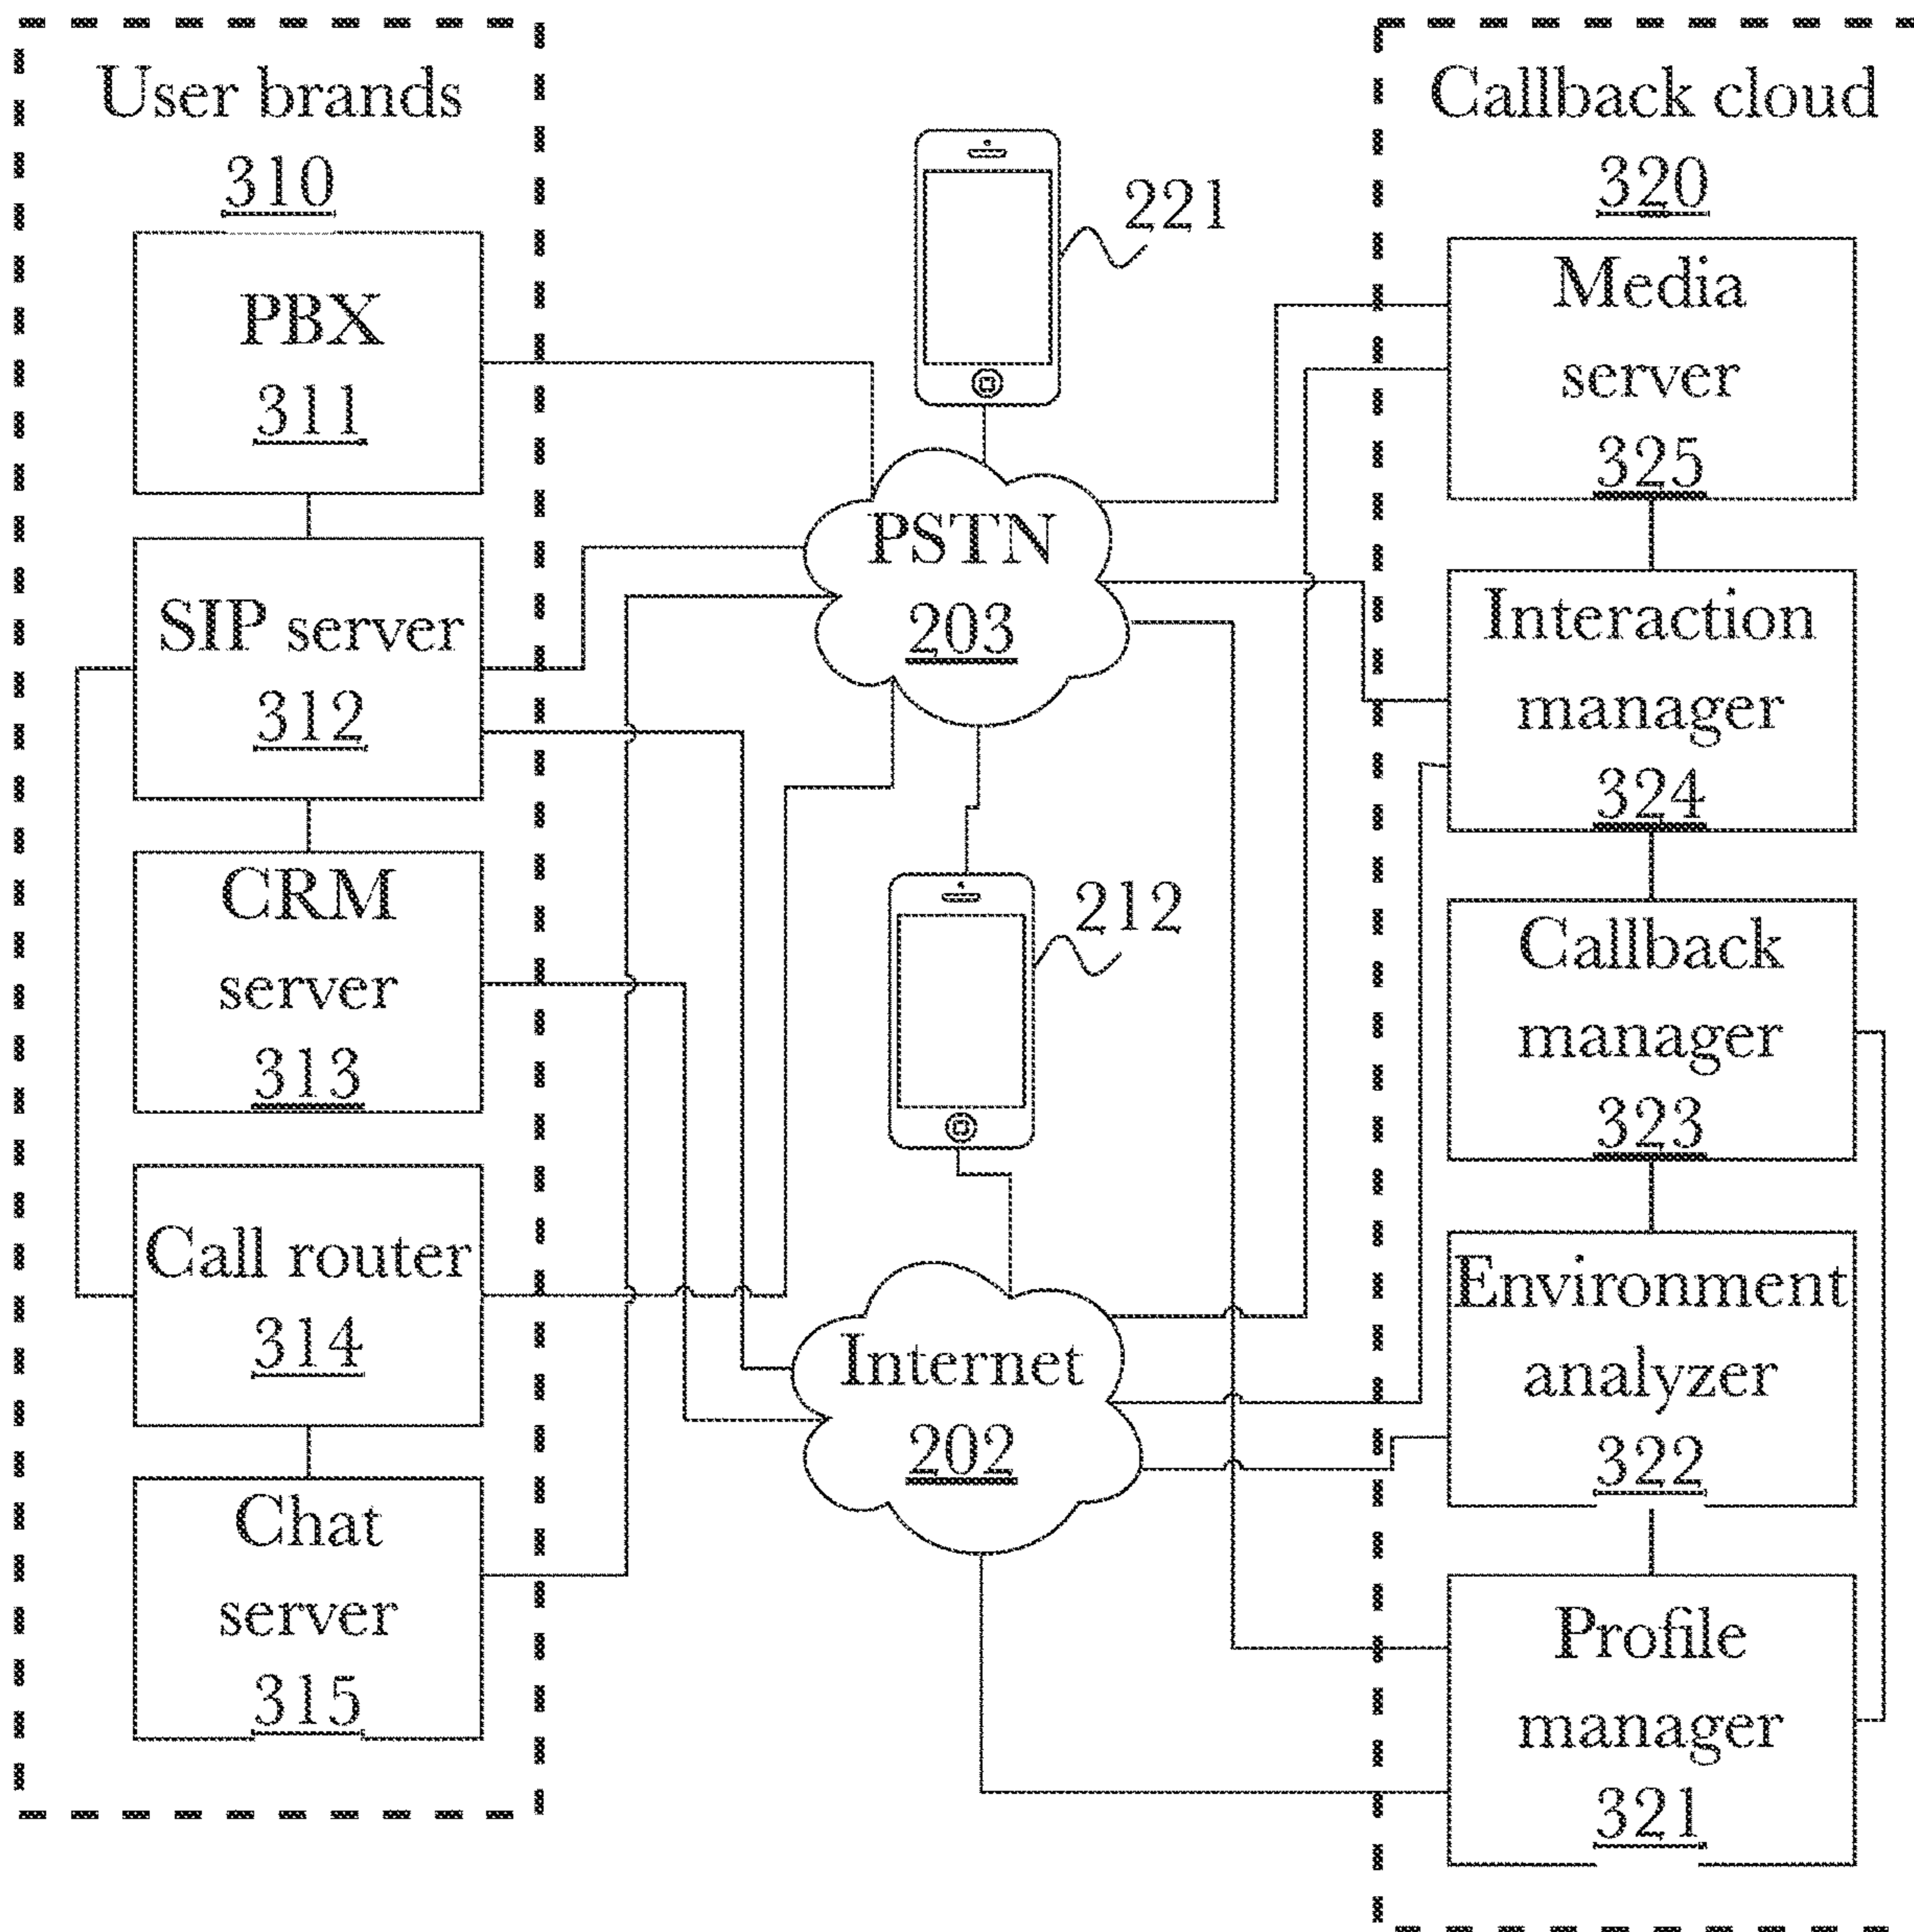 User brands
310
PBX
311
SIP server
312
CRM
server
313
Call router
314
Chat
server
315
221
PSTN
203
212
Internet
202
Callback cloud
320
Media
server
325
Interaction
manager
324
Callback
manager
323
Environment
analyzer
322
Profile
manager
321